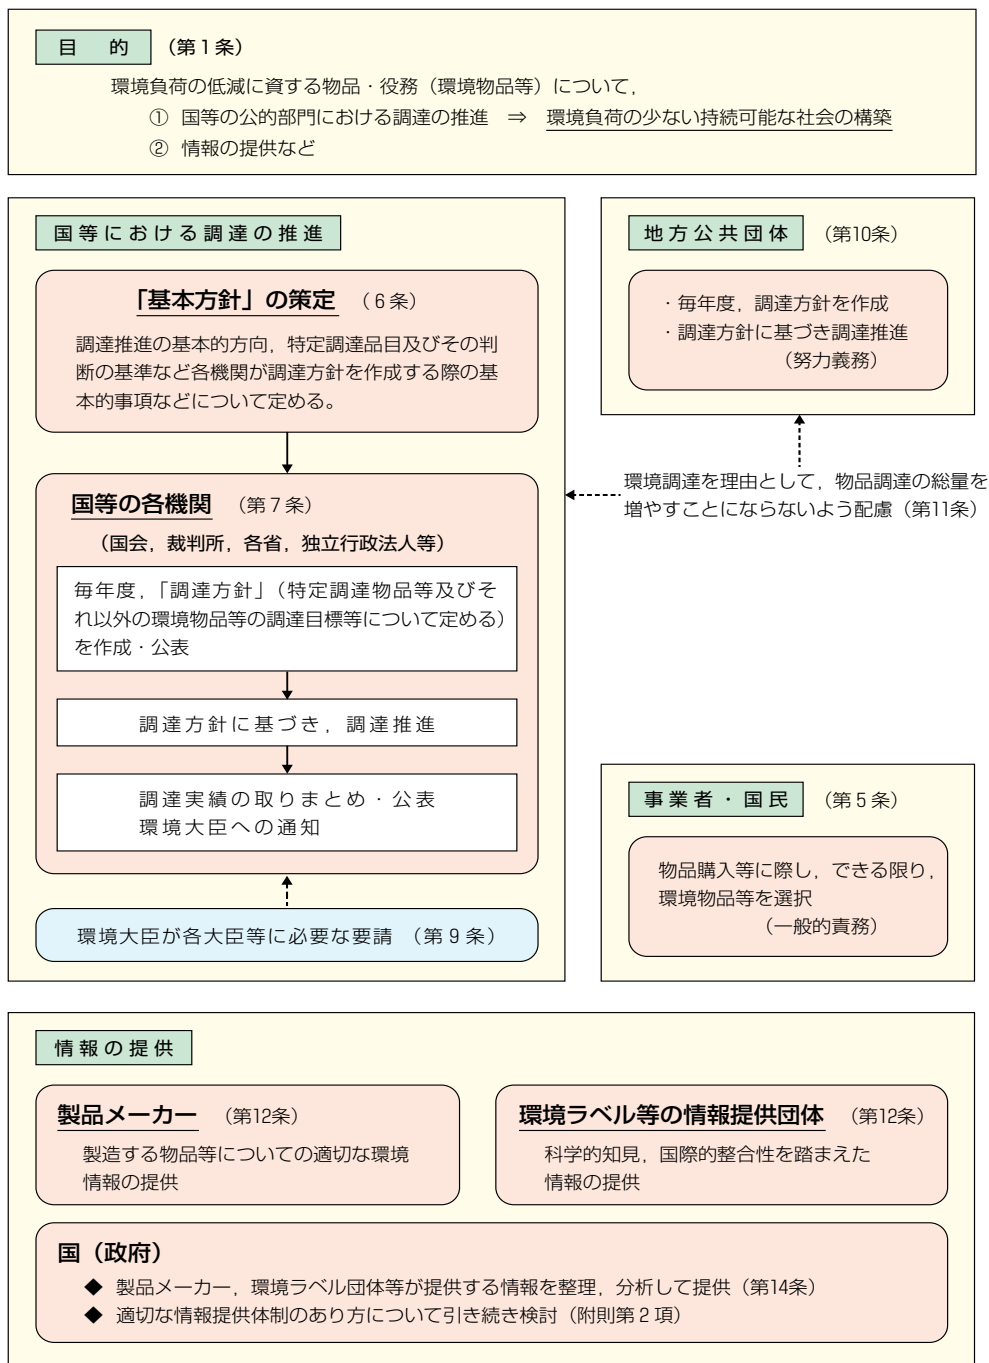 目　的 （第１条）
環境負荷の低減に資する物品・役務（環境物品等）について，
① 国等の公的部門における調達の推進 ⇒ 環境負荷の少ない持続可能な社会の構築
② 情報の提供など
国等における調達の推進
「基本方針」の策定 （６条）
調達推進の基本的方向，特定調達品目及びその判
断の基準など各機関が調達方針を作成する際の基
本的事項などについて定める。
国等の各機関 （第７条）
（国会，裁判所，各省，独立行政法人等）
毎年度，「調達方針」（特定調達物品等及びそ
れ以外の環境物品等の調達目標等について定める）
を作成・公表
調達方針に基づき，調達推進
調達実績の取りまとめ・公表
環境大臣への通知
環境大臣が各大臣等に必要な要請 （第９条）
地方公共団体 （第10条）
・毎年度，調達方針を作成
・調達方針に基づき調達推進
（努力義務）
環境調達を理由として，物品調達の総量を
増やすことにならないよう配慮（第11条）
事業者・国民 （第５条）
物品購入等に際し，できる限り，
環境物品等を選択
（一般的責務）
情報の提供
製品メーカー （第12条）
製造する物品等についての適切な環境
情報の提供
環境ラベル等の情報提供団体 （第12条）
科学的知見，国際的整合性を踏まえた
情報の提供
国（政府）
◆ 製品メーカー，環境ラベル団体等が提供する情報を整理，分析して提供（第14条）
◆ 適切な情報提供体制のあり方について引き続き検討（附則第２項）